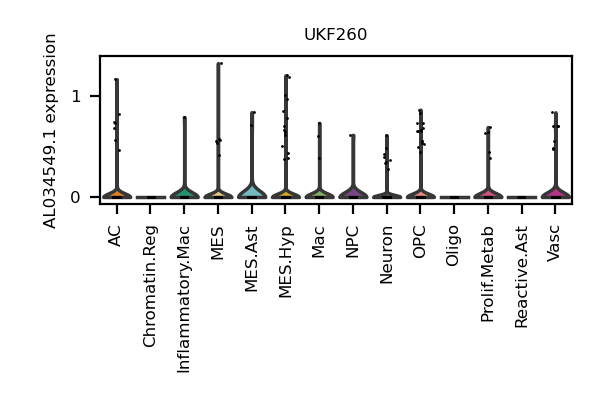 UKF260
AL034549.1 expression
1
0
AC
Chromatin.Reg
Inflammatory.Mac
MES
MES.Ast
MES.Hyp
Mac
NPC
Neuron
OPC
Oligo
Prolif.Metab
Reactive.Ast
Vasc